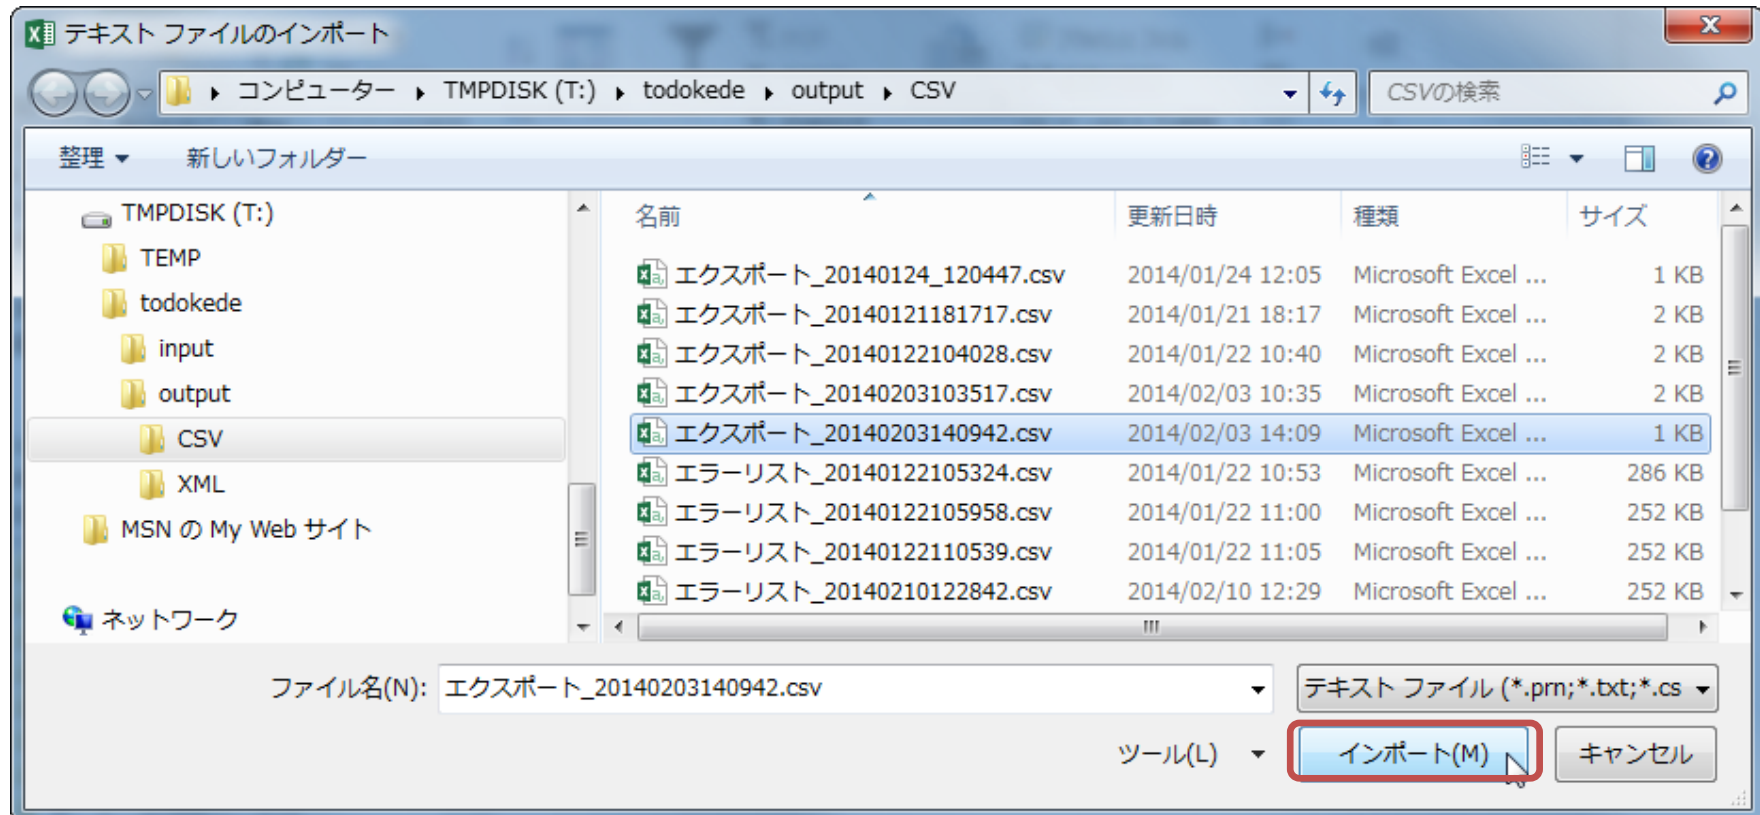 テキスト ファイルのインポート
コンピューター ▸ TMPDISK (T:) ▸ todokede ▸ output ▸ CSV
CSVの検索
整理 新しいフォルダー
TMPDISK (T:)
TEMP
todokede
input
output
CSV
XML
MSN の My Web サイト
ネットワーク
名前 更新日時 種類 サイズ
エクスポート_20140124_120447.csv 2014/01/24 12:05 Microsoft Excel ... 1 KB
エクスポート_20140121181717.csv 2014/01/21 18:17 Microsoft Excel ... 2 KB
エクスポート_20140122104028.csv 2014/01/22 10:40 Microsoft Excel ... 2 KB
エクスポート_20140203103517.csv 2014/02/03 10:35 Microsoft Excel ... 2 KB
エクスポート_20140203140942.csv 2014/02/03 14:09 Microsoft Excel ... 1 KB
エラーリスト_20140122105324.csv 2014/01/22 10:53 Microsoft Excel ... 286 KB
エラーリスト_20140122105958.csv 2014/01/22 11:00 Microsoft Excel ... 252 KB
エラーリスト_20140122110539.csv 2014/01/22 11:05 Microsoft Excel ... 252 KB
エラーリスト_20140210122842.csv 2014/02/10 12:29 Microsoft Excel ... 252 KB
ファイル名(N): エクスポート_20140203140942.csv テキスト ファイル (*.prn;*.txt;*.cs
ツール(L) インポート(M) キャンセル